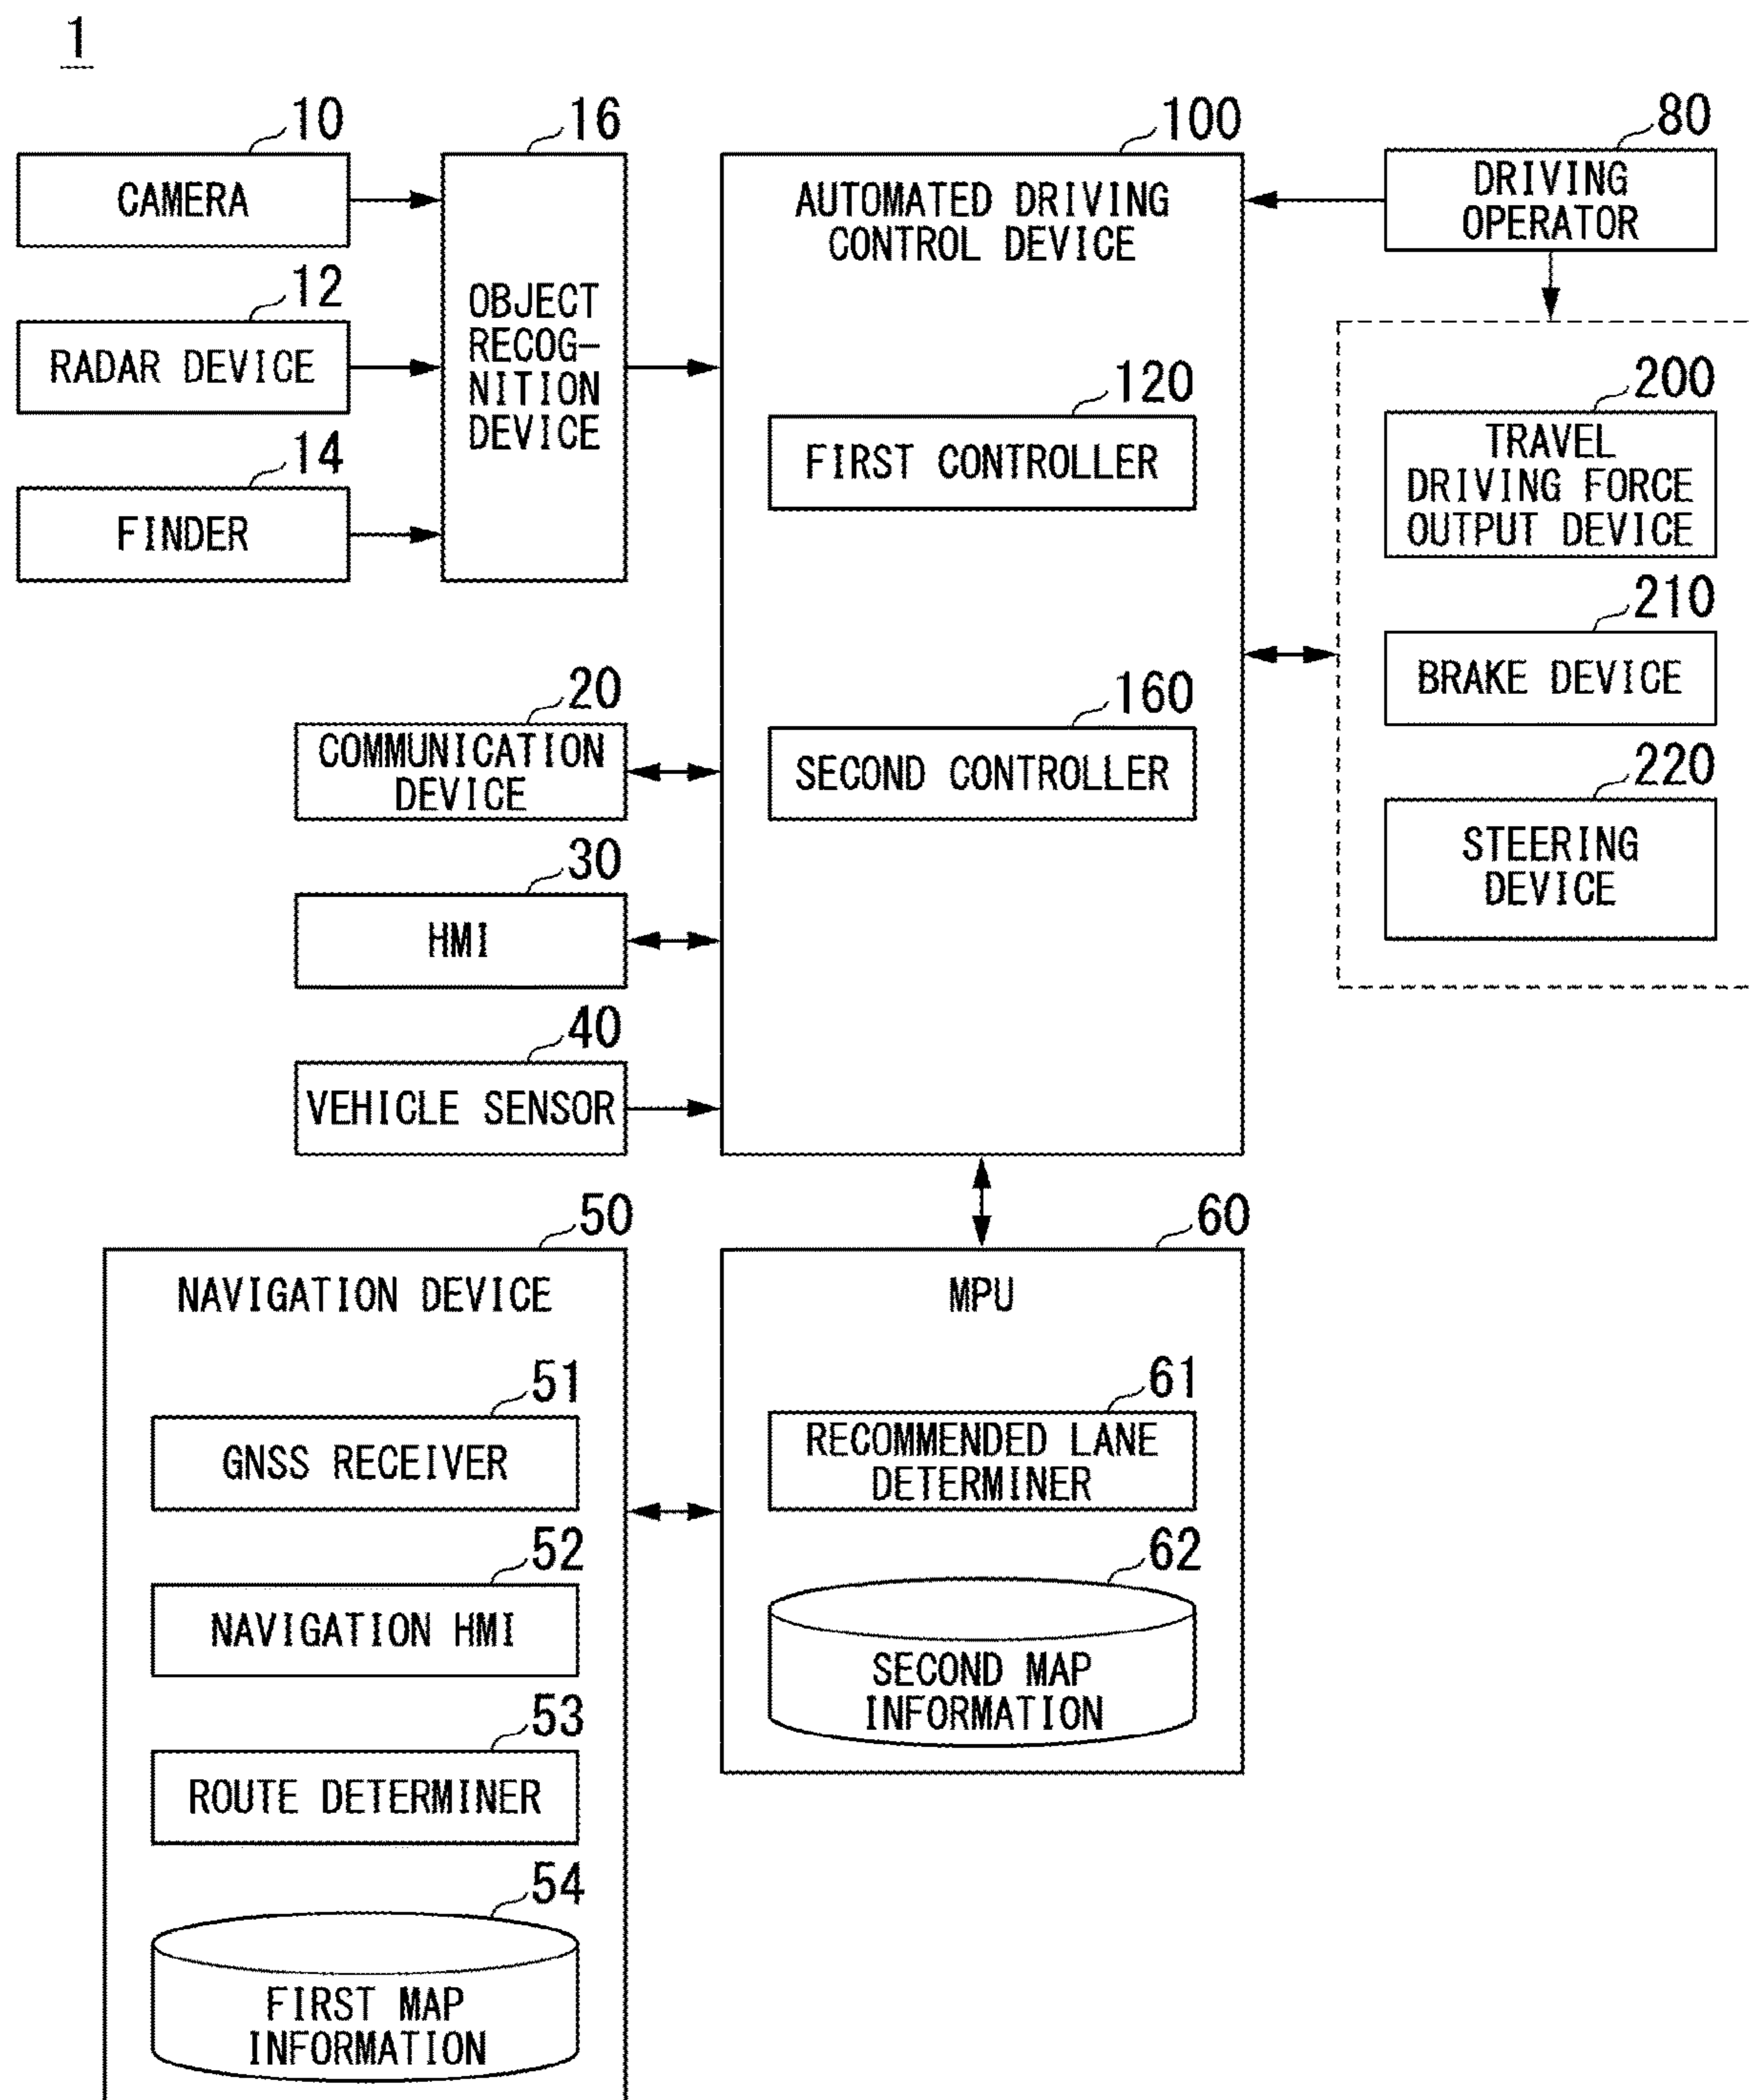 1
10
CAMERA
12
RADAR DEVICE
14
FINDER
16
OBJECT
RECOG-
NITION
DEVICE
20
COMMUNICATION
DEVICE
30
HMI
40
VEHICLE SENSOR
100
AUTOMATED DRIVING
CONTROL DEVICE
120
FIRST CONTROLLER
160
SECOND CONTROLLER
80
DRIVING
OPERATOR
200
TRAVEL
DRIVING FORCE
OUTPUT DEVICE
210
BRAKE DEVICE
220
STEERING
DEVICE
50
NAVIGATION DEVICE
51
GNSS RECEIVER
52
NAVIGATION HMI
53
ROUTE DETERMINER
54
FIRST MAP
INFORMATION
60
MPU
61
RECOMMENDED LANE
DETERMINER
62
SECOND MAP
INFORMATION